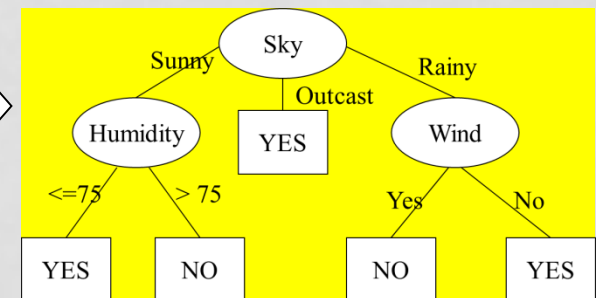 Sky
Sunny
Rainy
Outcast
Humidity
YES
Wind
<=75
> 75
Yes
No
YES
NO
NO
YES